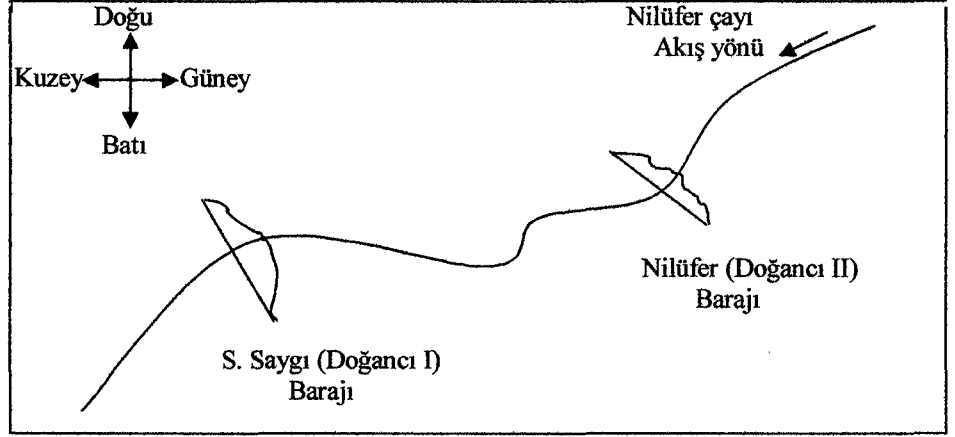 Doğu
Kuzey
Güney
Batı
Nilüfer çayı
Akış yönü
Nilüfer (Doğancı II)
Barajı
S. Saygı (Doğancı I)
Barajı